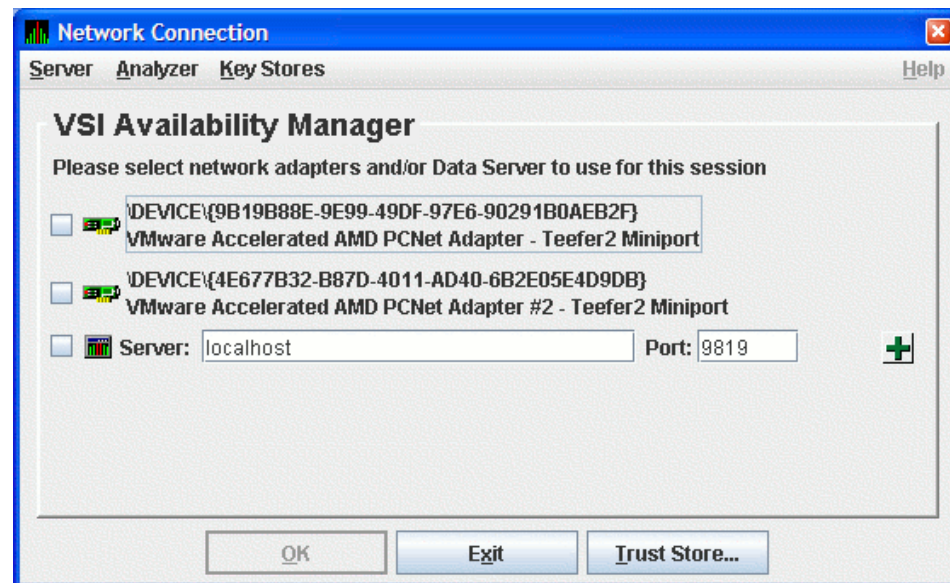 Network Connection
Server Analyzer Key Stores Help
VSI Availability Manager
Please select network adapters and/or Data Server to use for this session
\DEVICE\{9B19B88E-9E99-49DF-97E6-90291B0AEB2F}
VMware Accelerated AMD PCNet Adapter - Teefer2 Miniport
\DEVICE\{4E677B32-B87D-4011-AD40-6B2E05E4D9DB}
VMware Accelerated AMD PCNet Adapter #2 - Teefer2 Miniport
Server: localhost Port: 9819
OK Exit Trust Store...